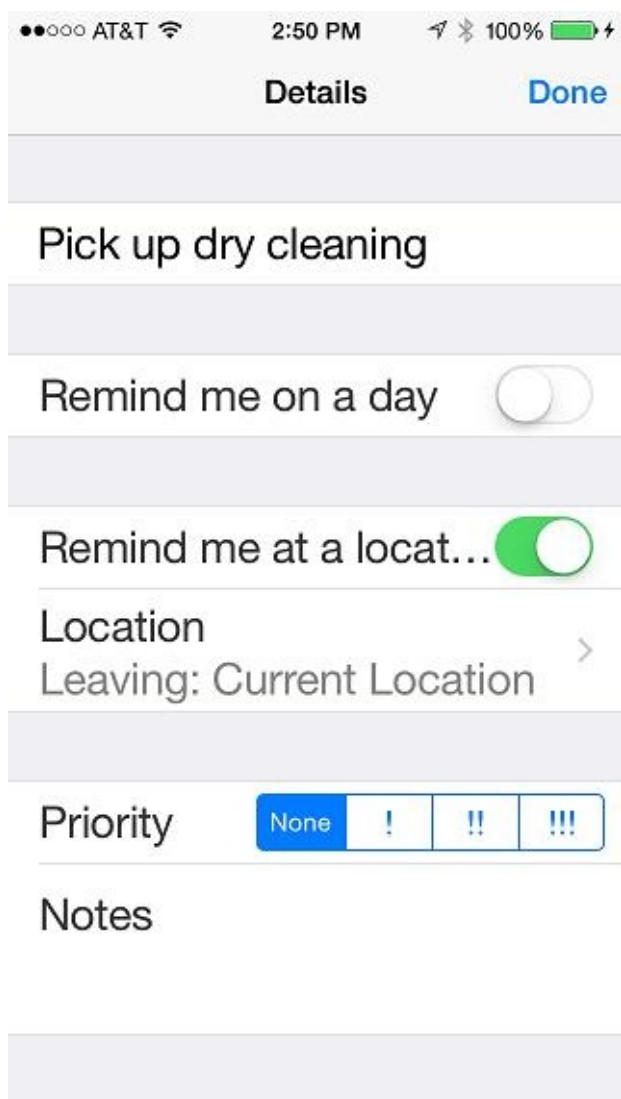 AT&T 2:50 PM 100%
Details Done
Pick up dry cleaning
Remind me on a day
Remind me at a locat...
Location
Leaving: Current Location
Priority None ! !! !!!
Notes